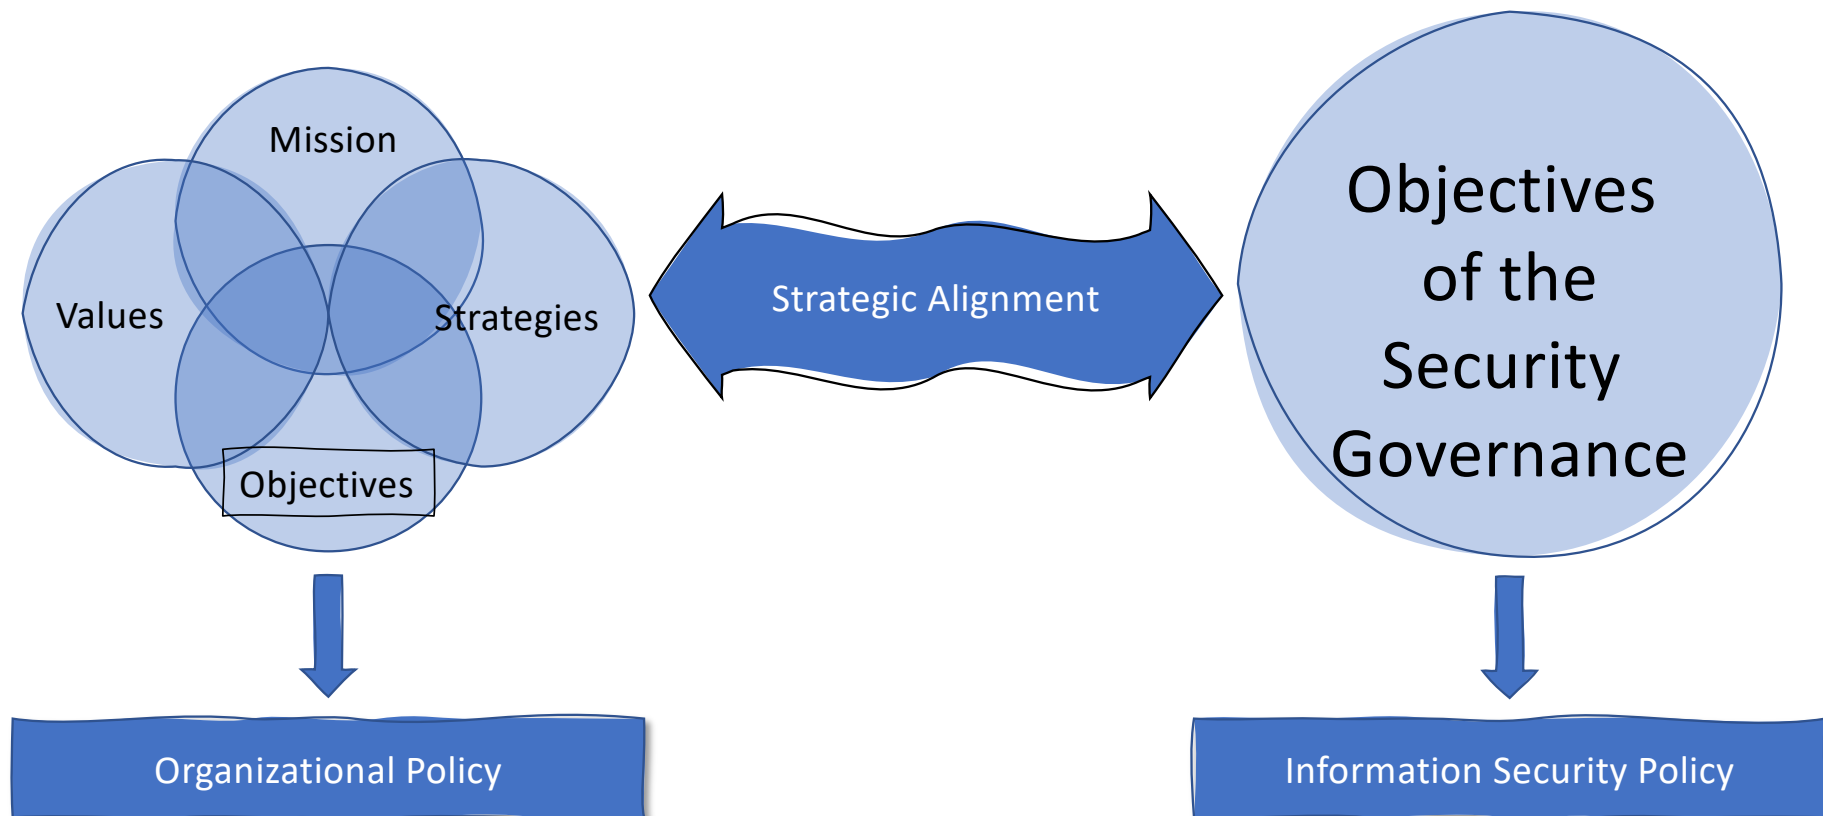 Mission
Values
Strategies
Objectives
Strategic Alignment
Objectives
of the
Security
Governance
Organizational Policy
Information Security Policy